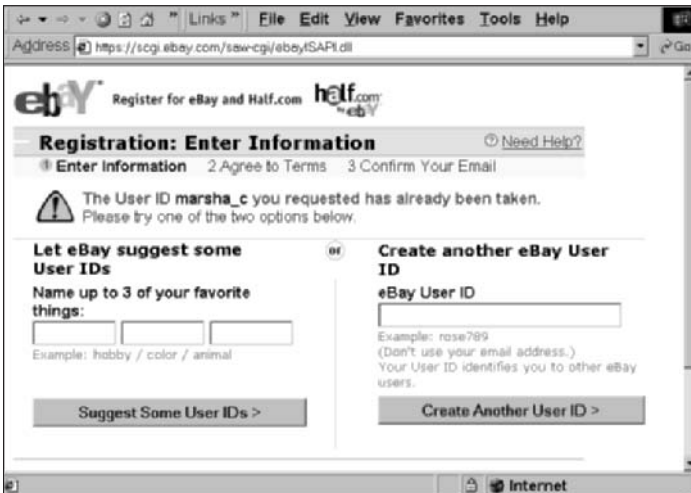 Links
File Edit View Favorites Tools Help
Address https://scgi.ebay.com/saw-cgi/eBayISAPI.dll Go
ebY Register for eBay and Half.com half.com
by ebY
Registration: Enter Information Need Help?
1 Enter Information 2 Agree to Terms 3 Confirm Your Email
The User ID marsha_c you requested has already been taken.
Please try one of the two options below.
Let eBay suggest some
User IDs
Name up to 3 of your favorite
things:
Example: hobby / color / animal
Suggest Some User IDs >
or
Create another eBay User
ID
eBay User ID
Example: rose789
(Don't use your email address.)
Your User ID identifies you to other eBay
users.
Create Another User ID >
Internet